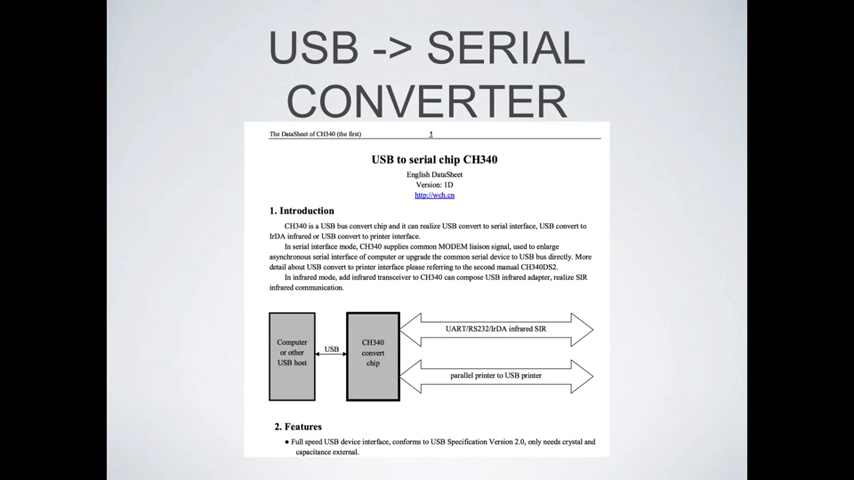 USB -> SERIAL
CONVERTER
The DataSheet of CH340 (the first) 1
USB to serial chip CH340
English DataSheet
Version: 1D
http://wch.cn
1. Introduction
CH340 is a USB bus convert chip and it can realize USB convert to serial interface, USB convert to
IrDA infrared or USB convert to printer interface.
In serial interface mode, CH340 supplies common MODEM liaison signal, used to enlarge
asynchronous serial interface of computer or upgrade the common serial device to USB bus directly. More
detail about USB convert to printer interface please referring to the second manual CH340DS2.
In infrared mode, add infrared transceiver to CH340 can compose USB infrared adapter, realize SIR
infrared communication.
Computer
or other
USB host
USB
CH340
convert
chip
UART/RS232/IrDA infrared SIR
parallel printer to USB printer
2. Features
● Full speed USB device interface, conforms to USB Specification Version 2.0, only needs crystal and
capacitance external.